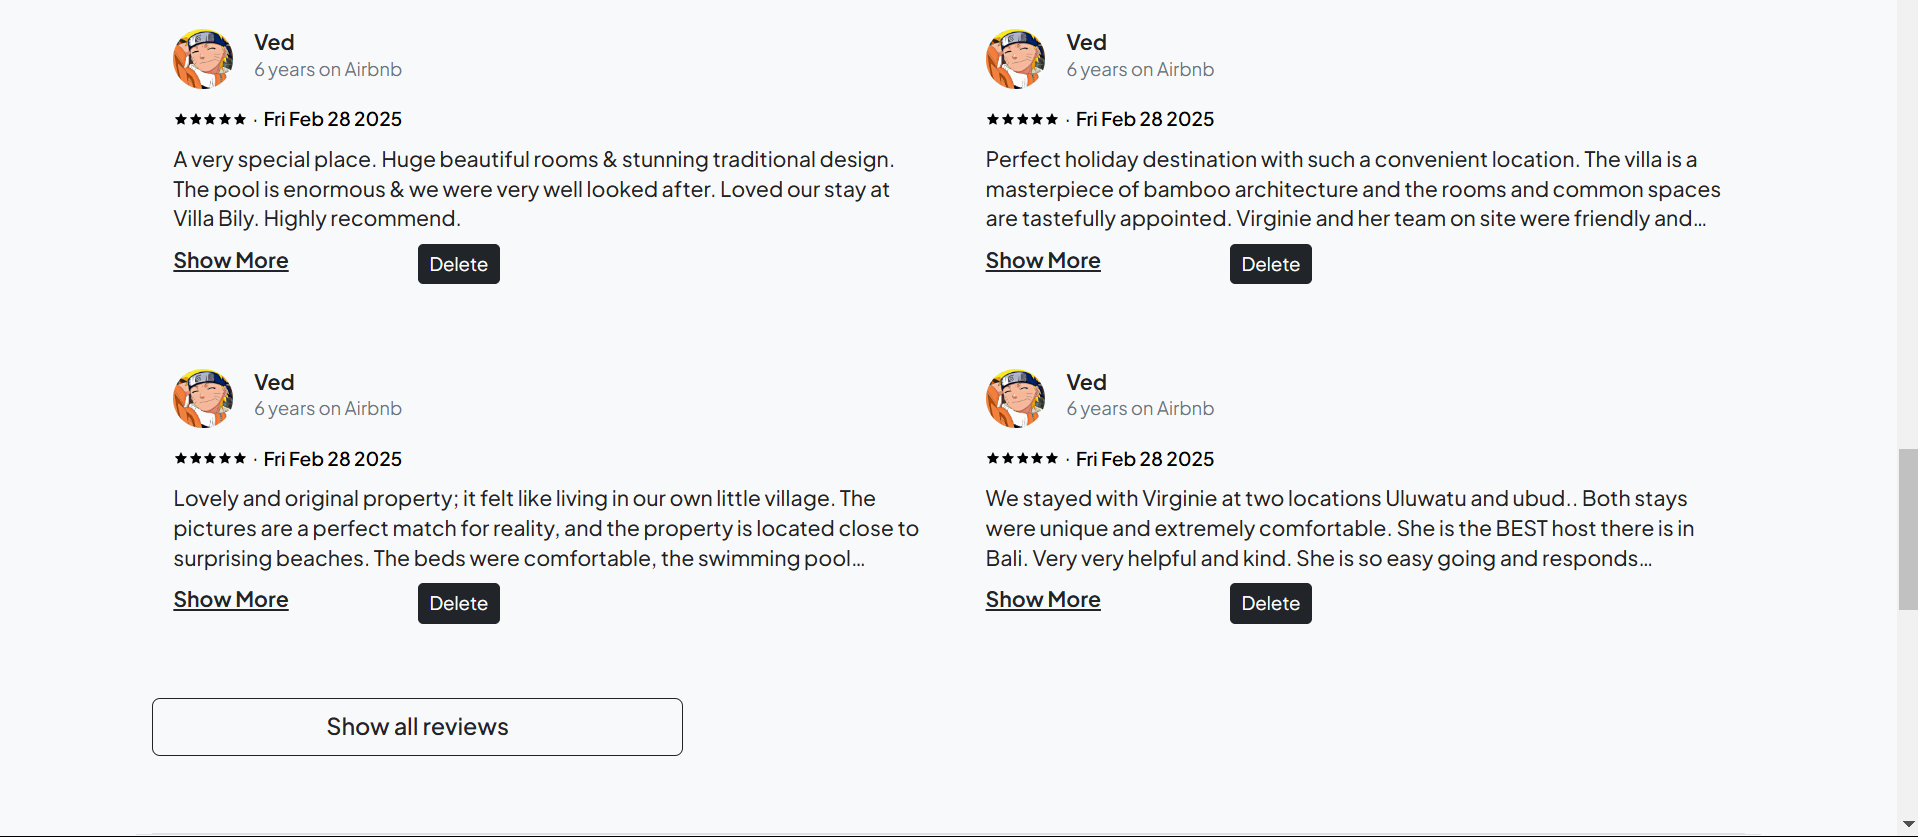 Ved
6 years on Airbnb
★★★★★ · Fri Feb 28 2025
A very special place. Huge beautiful rooms & stunning traditional design.
The pool is enormous & we were very well looked after. Loved our stay at
Villa Bily. Highly recommend.
Show More
Delete
Ved
6 years on Airbnb
★★★★★ · Fri Feb 28 2025
Perfect holiday destination with such a convenient location. The villa is a
masterpiece of bamboo architecture and the rooms and common spaces
are tastefully appointed. Virginie and her team on site were friendly and...
Show More
Delete
Ved
6 years on Airbnb
★★★★★ · Fri Feb 28 2025
Lovely and original property; it felt like living in our own little village. The
pictures are a perfect match for reality, and the property is located close to
surprising beaches. The beds were comfortable, the swimming pool...
Show More
Delete
Ved
6 years on Airbnb
★★★★★ · Fri Feb 28 2025
We stayed with Virginie at two locations Uluwatu and ubud.. Both stays
were unique and extremely comfortable. She is the BEST host there is in
Bali. Very very helpful and kind. She is so easy going and responds...
Show More
Delete
Show all reviews